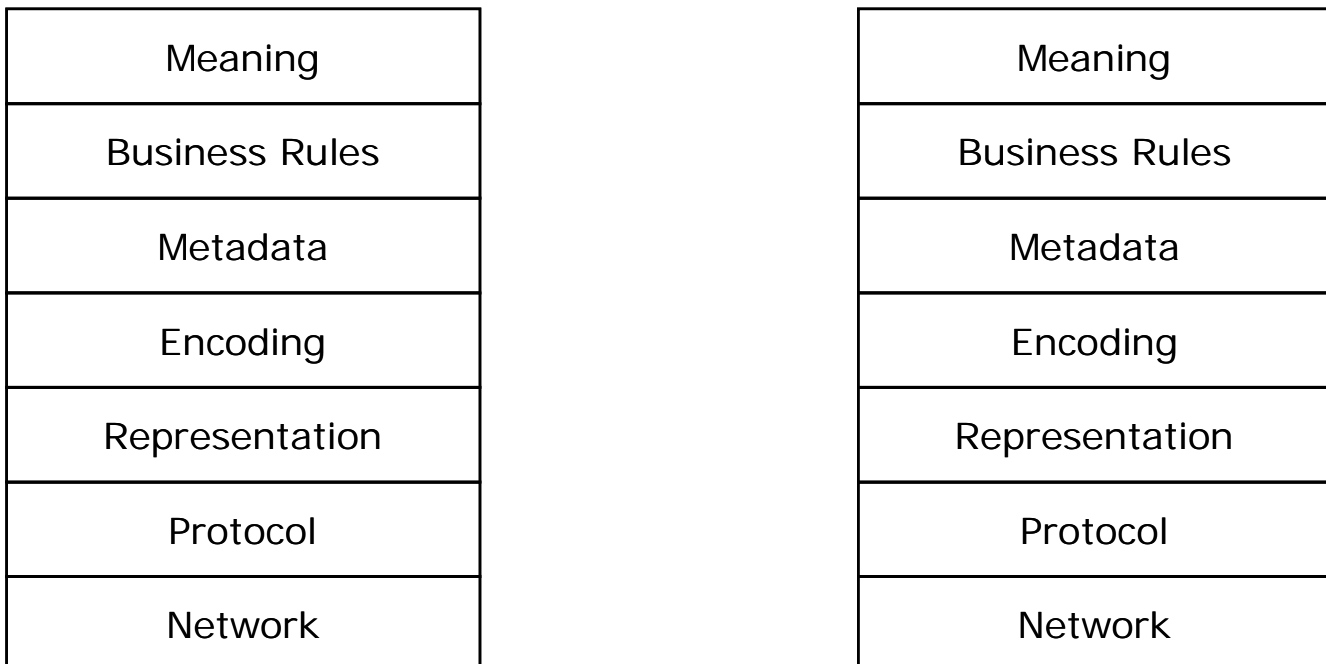 Meaning
Business Rules
Metadata
Encoding
Representation
Protocol
Network
Meaning
Business Rules
Metadata
Encoding
Representation
Protocol
Network